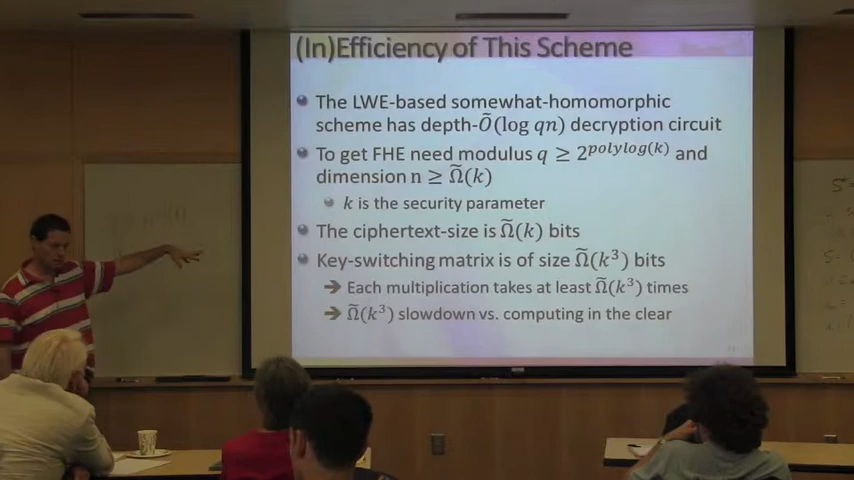 (In)Efficiency of This Scheme
The LWE-based somewhat-homomorphic
scheme has depth-Õ(log qn) decryption circuit
To get FHE need modulus q ≥ 2^polylog(k) and
dimension n ≥ Ω̃(k)
k is the security parameter
The ciphertext-size is Ω̃(k) bits
Key-switching matrix is of size Ω̃(k³) bits
➔ Each multiplication takes at least Ω̃(k³) times
➔ Ω̃(k³) slowdown vs. computing in the clear